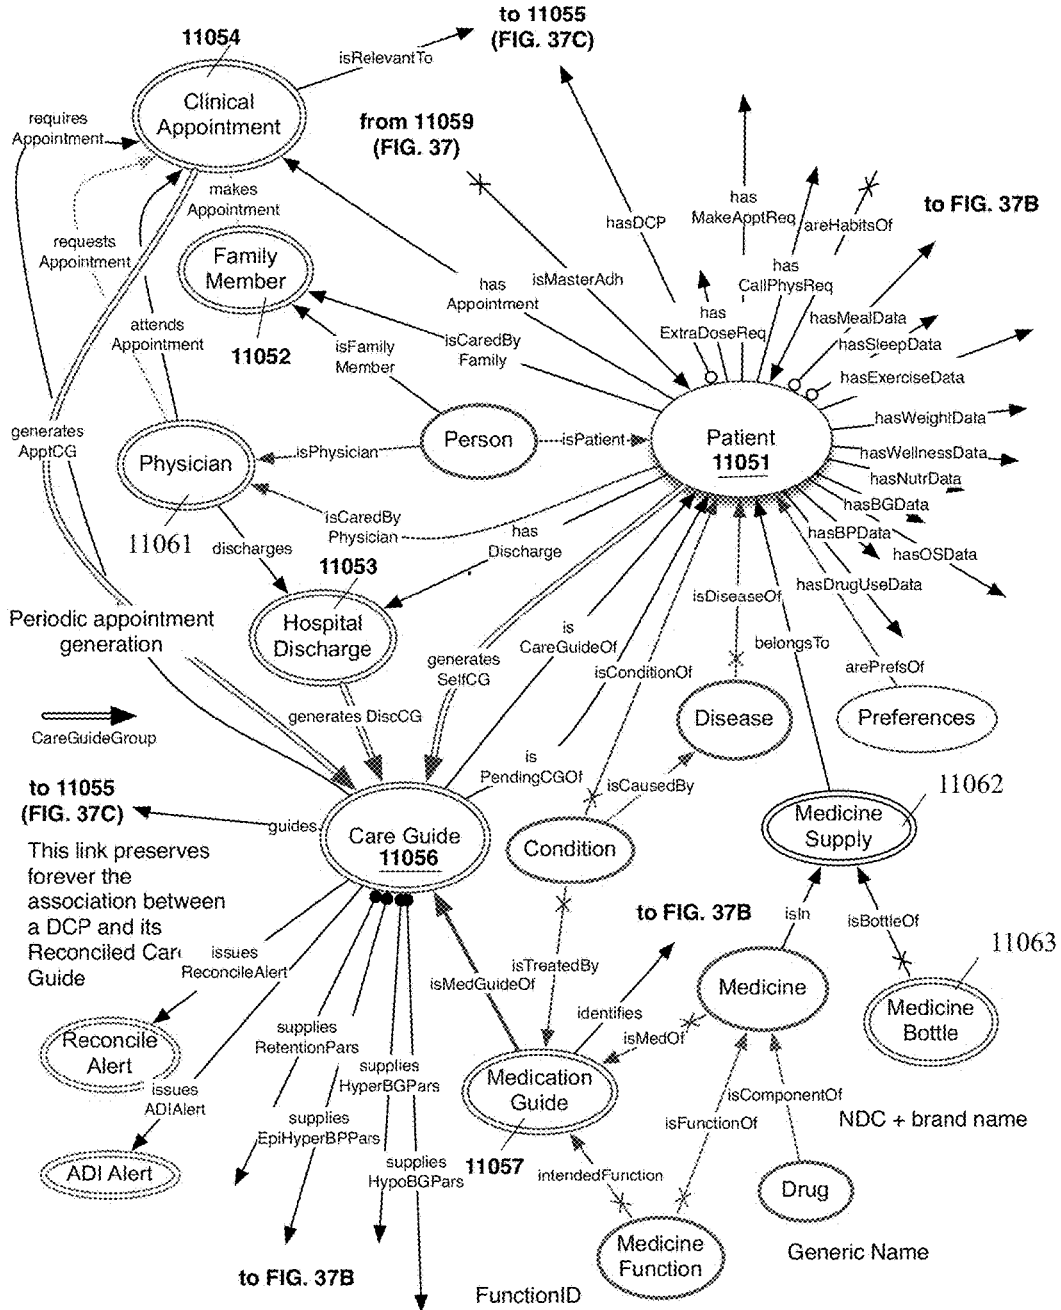 to 11055
(FIG. 37C)
11054
isRelevantTo
Clinical
Appointment
requires
Appointment
from 11059
(FIG. 37)
makes
Appointment
has
MakeApptReq
hasDCP
areHabitsOf
to FIG. 37B
requests
Appointment
Family
Member
isMasterAdh
has
CallPhysReq
has
Appointment
has
ExtraDoseReq
attends
Appointment
11052
isFamily
Member
isCaredBy
Family
hasMealData
hasSleepData
hasExerciseData
generates
ApptCG
Physician
isPhysician
Person
isPatient
Patient
11051
hasWeightData
hasWellnessData
hasNutrData
hasBGData
hasBPData
hasOSData
hasDrugUseData
isCaredBy
Physician
has
Discharge
11061
discharges
11053
Hospital
Discharge
Periodic appointment
generation
is
CareGuideOf
isDiseaseOf
belongsTo
generates
SelfCG
isConditionOf
arePrefsOf
generates DiscCG
CareGuideGroup
Disease
Preferences
is
PendingCGOf
isCausedBy
to 11055
(FIG. 37C)
guides
Care Guide
11056
Condition
Medicine
Supply
11062
This link preserves
forever the
association between
a DCP and its
Reconciled Care
Guide
issues
ReconcileAlert
isMedGuideOf
isTreatedBy
to FIG. 37B
isIn
isBottleOf
11063
identifies
Medicine
Medicine
Bottle
isMedOf
Reconcile
Alert
supplies
RetentionPars
supplies
HyperBGPars
Medication
Guide
issues
ADIAlert
isComponentOf
isFunctionOf
NDC + brand name
supplies
EpiHyperBPPars
ADI Alert
supplies
HypoBGPars
11057
intendedFunction
Drug
Medicine
Function
Generic Name
to FIG. 37B
FunctionID